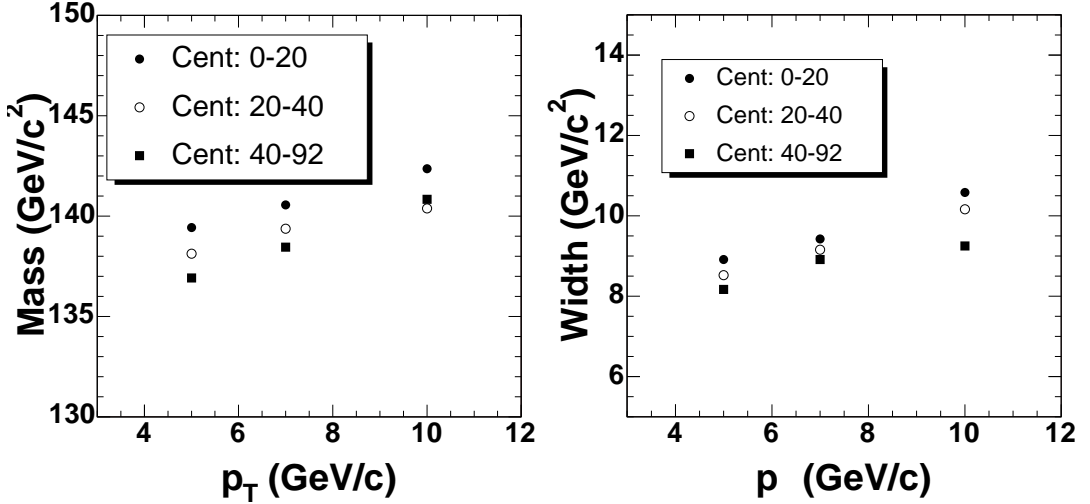 150
145
140
135
130
Mass (GeV/c²)
Cent: 0-20
Cent: 20-40
Cent: 40-92
4 6 8 10 12
p_T (GeV/c)
14
12
10
8
6
Width (GeV/c²)
Cent: 0-20
Cent: 20-40
Cent: 40-92
4 6 8 10 12
p (GeV/c)